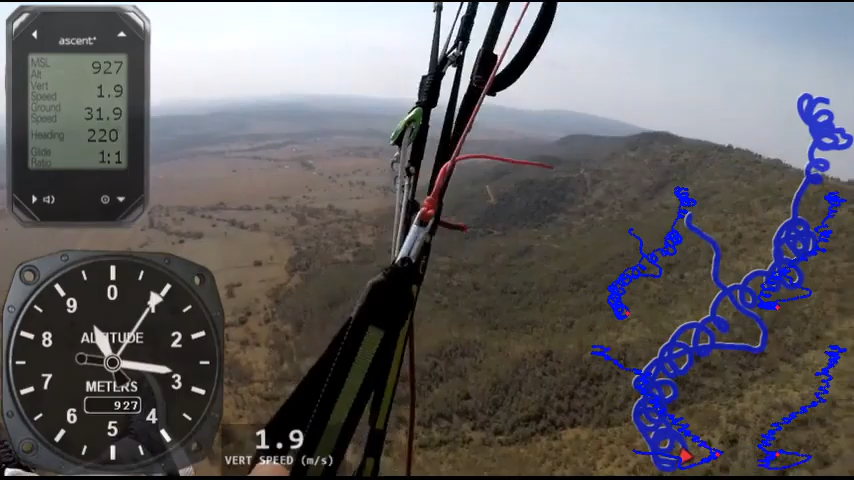 ascent+
MSL Alt 927
Vert Speed 1.9
Ground Speed 31.9
Heading 220
Glide Ratio 1:1
0
1
2
3
4
5
6
7
8
9
ALTITUDE
METERS
927
1.9
VERT SPEED (m/s)